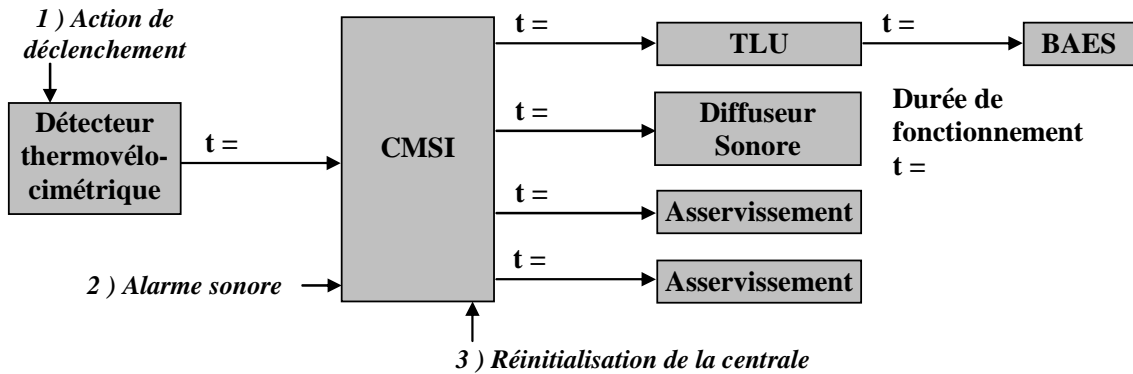 1 ) Action de
déclenchement
Détecteur
thermovélo-
cimétrique
t =
CMSI
t =
TLU
t =
BAES
t =
Diffuseur
Sonore
Durée de
fonctionnement
t =
t =
Asservissement
t =
Asservissement
2 ) Alarme sonore
3 ) Réinitialisation de la centrale